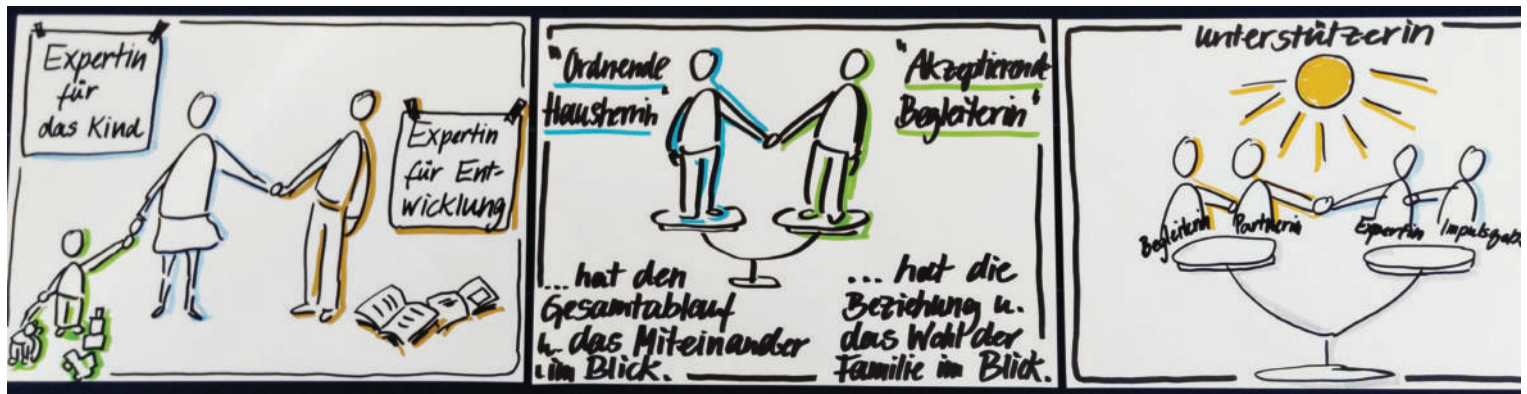 Expertin
für
das Kind
Expertin
für Ent-
wicklung
"Ordnende
Hausherrin"
"Akzeptierende
Begleiterin"
... hat den
Gesamtablauf
u. das Miteinander
im Blick.
... hat die
Beziehung u.
das Wohl der
Familie im Blick.
unterstützerin
Begleiterin
Partnerin
Expertin